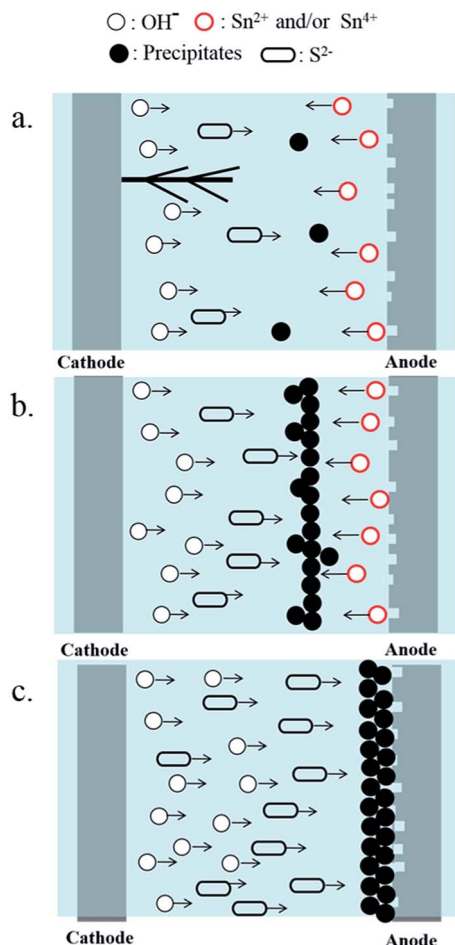 : OH⁻ : Sn²⁺ and/or Sn⁴⁺
: Precipitates : S²⁻
a.
Cathode Anode
b.
Cathode Anode
c.
Cathode Anode